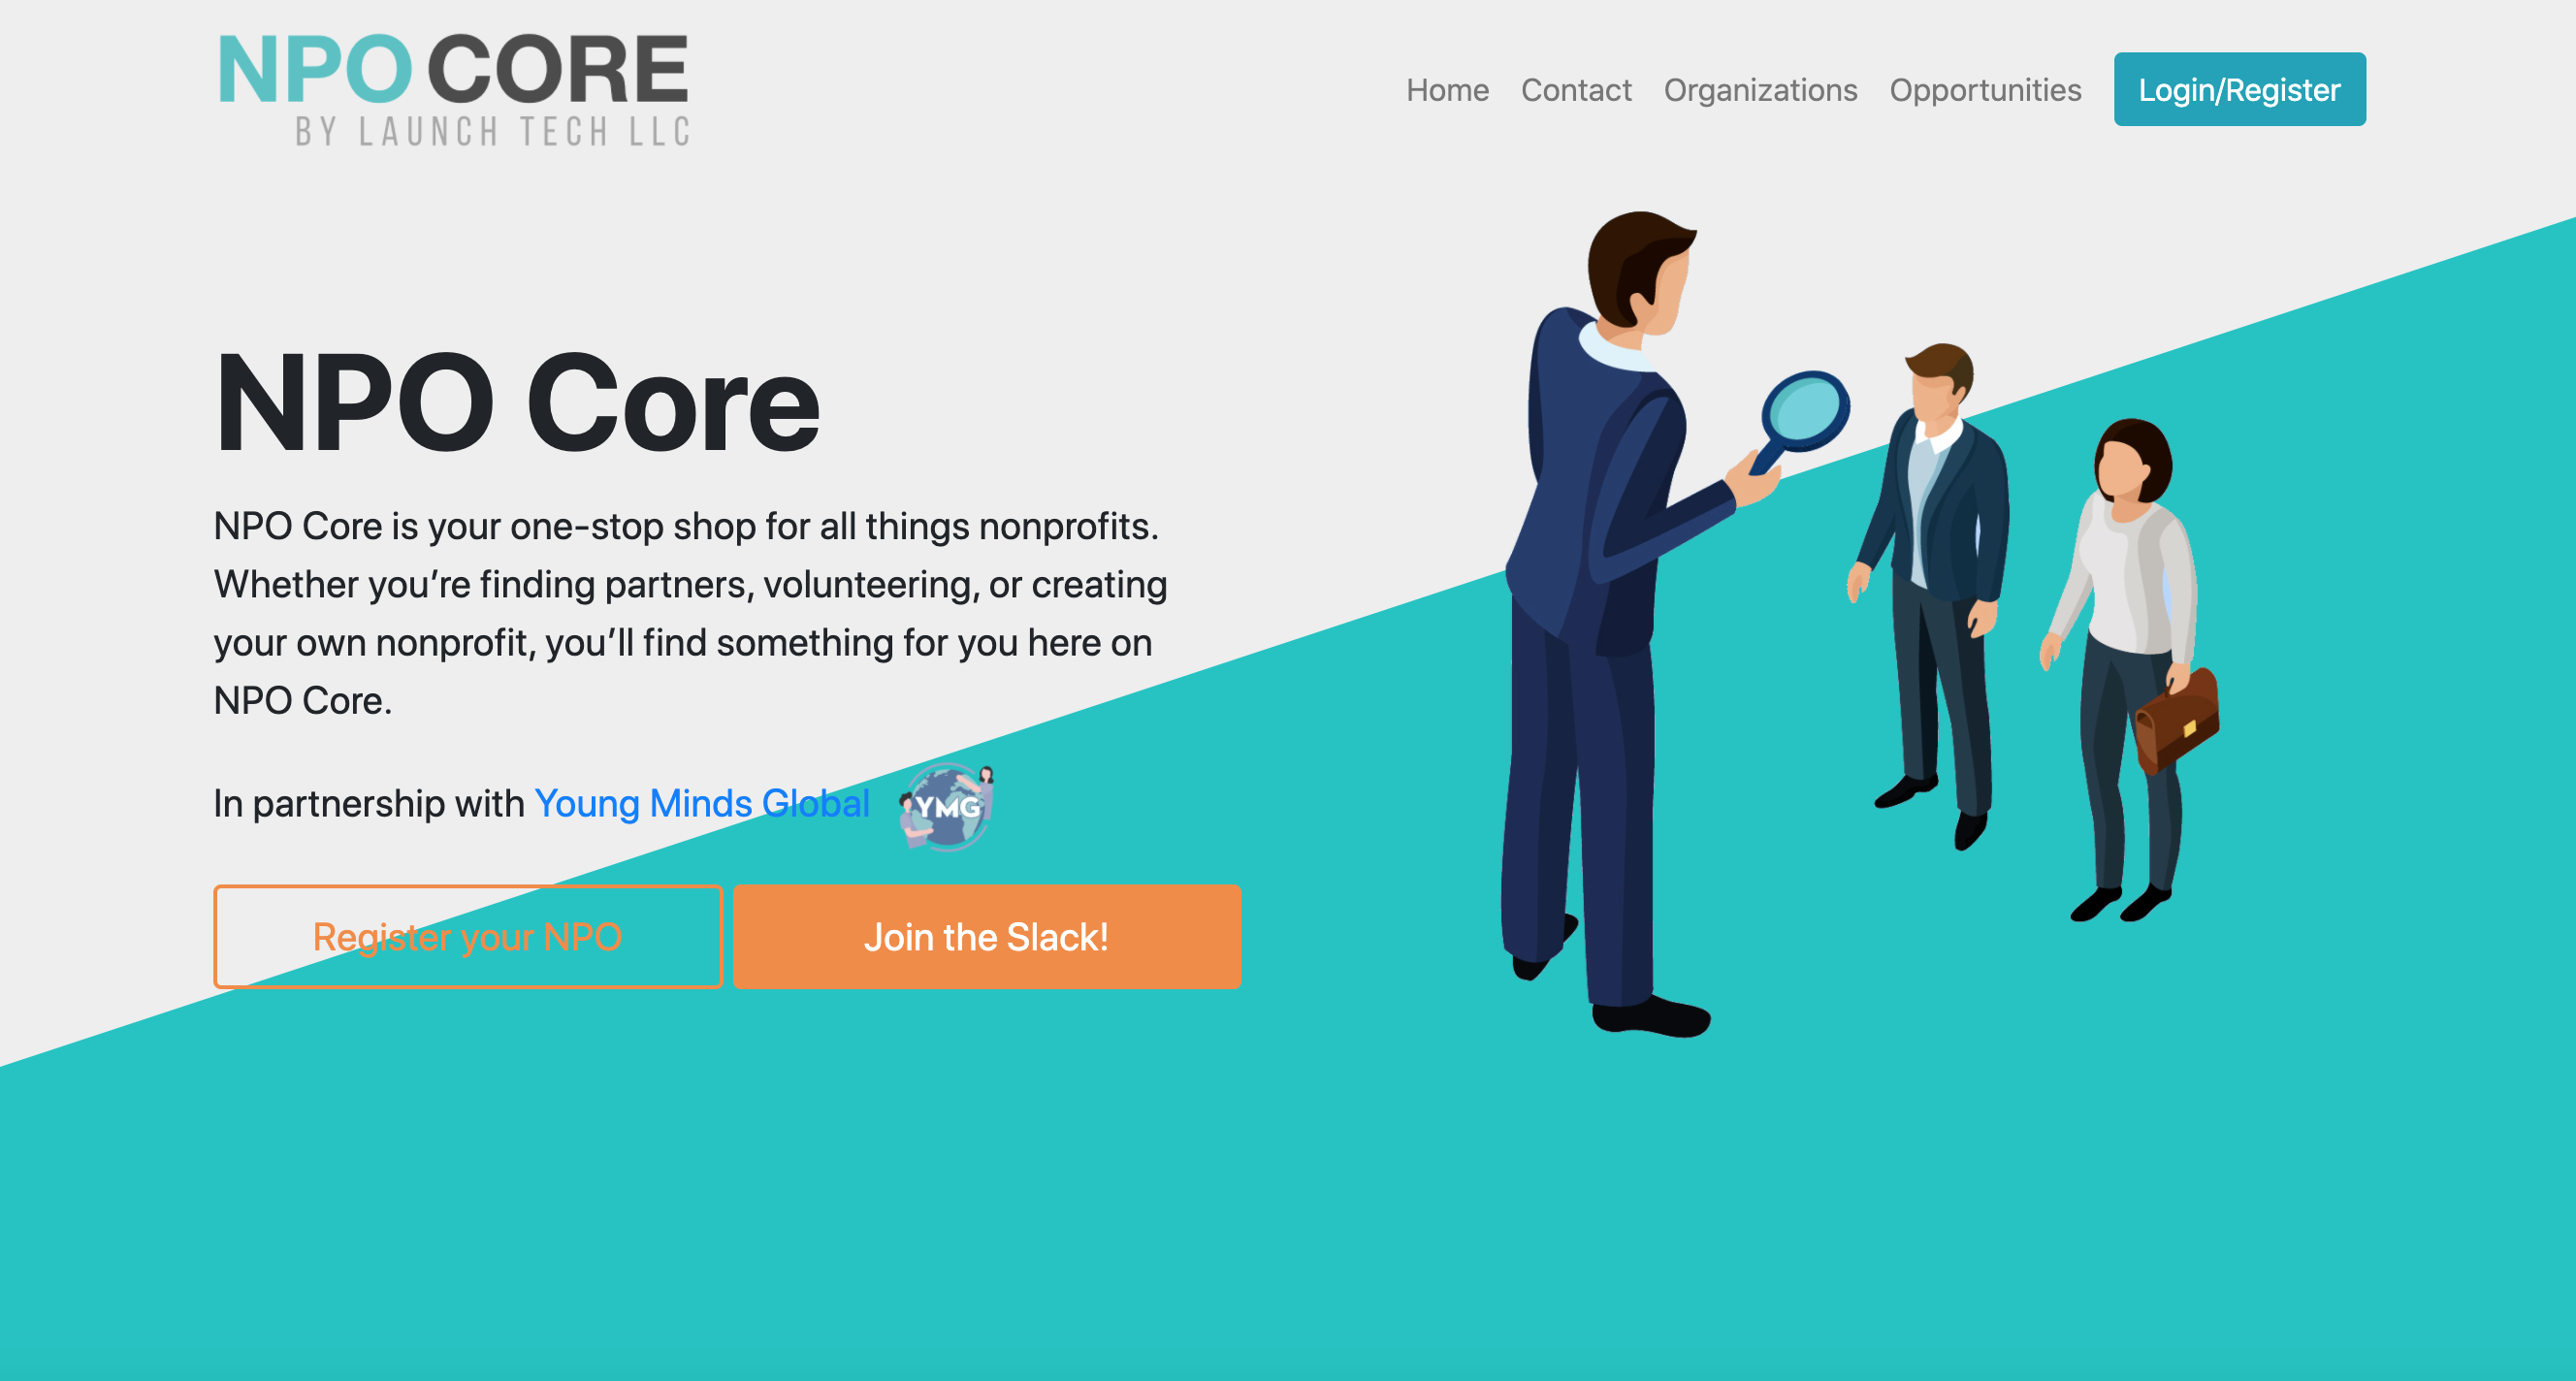 NPO CORE
BY LAUNCH TECH LLC
Home Contact Organizations Opportunities Login/Register
NPO Core
NPO Core is your one-stop shop for all things nonprofits.
Whether you’re finding partners, volunteering, or creating
your own nonprofit, you’ll find something for you here on
NPO Core.
In partnership with Young Minds Global
YMG
Register your NPO
Join the Slack!